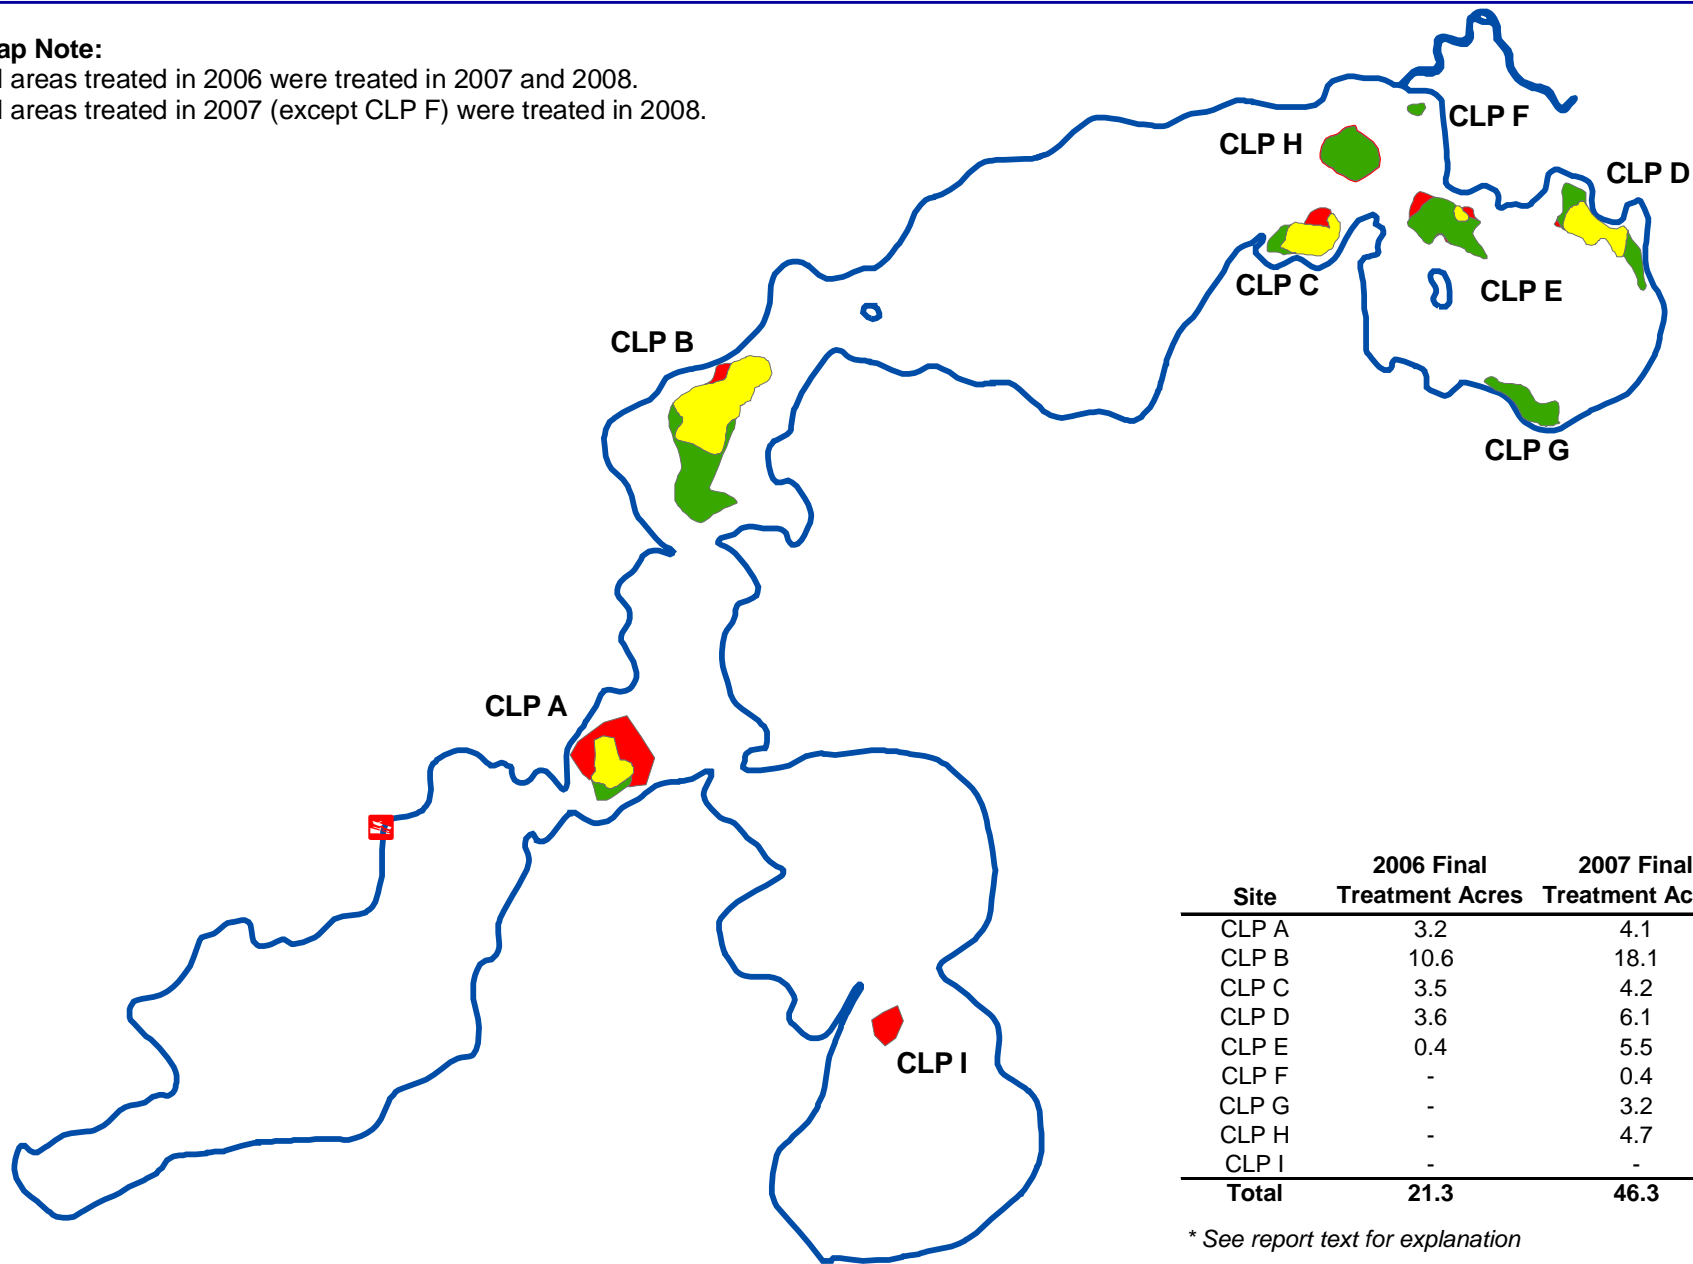 ap Note:
l areas treated in 2006 were treated in 2007 and 2008.
l areas treated in 2007 (except CLP F) were treated in 2008.
CLP F
CLP H
CLP D
CLP C
CLP E
CLP B
CLP G
CLP A
CLP I
2006 Final 2007 Final
Site Treatment Acres Treatment Ac
CLP A 3.2 4.1
CLP B 10.6 18.1
CLP C 3.5 4.2
CLP D 3.6 6.1
CLP E 0.4 5.5
CLP F - 0.4
CLP G - 3.2
CLP H - 4.7
CLP I - -
Total 21.3 46.3
* See report text for explanation